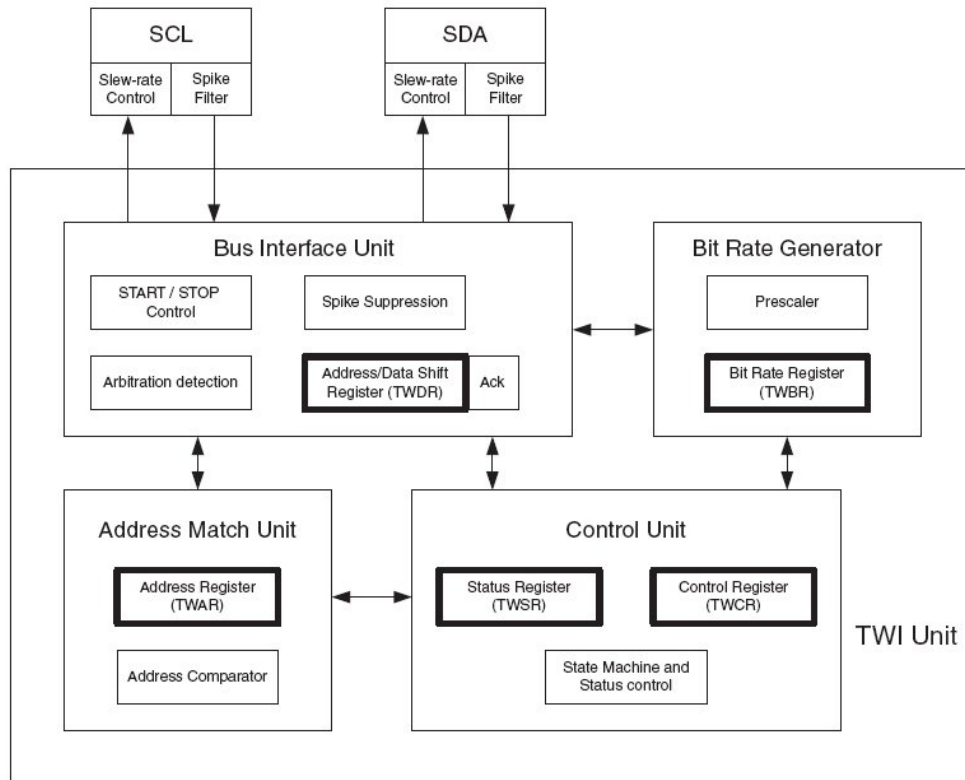 SCL
Slew-rate
Control
Spike
Filter
SDA
Slew-rate
Control
Spike
Filter
Bus Interface Unit
START / STOP
Control
Spike Suppression
Arbitration detection
Address/Data Shift
Register (TWDR)
Ack
Bit Rate Generator
Prescaler
Bit Rate Register
(TWBR)
Address Match Unit
Address Register
(TWAR)
Address Comparator
Control Unit
Status Register
(TWSR)
Control Register
(TWCR)
State Machine and
Status control
TWI Unit